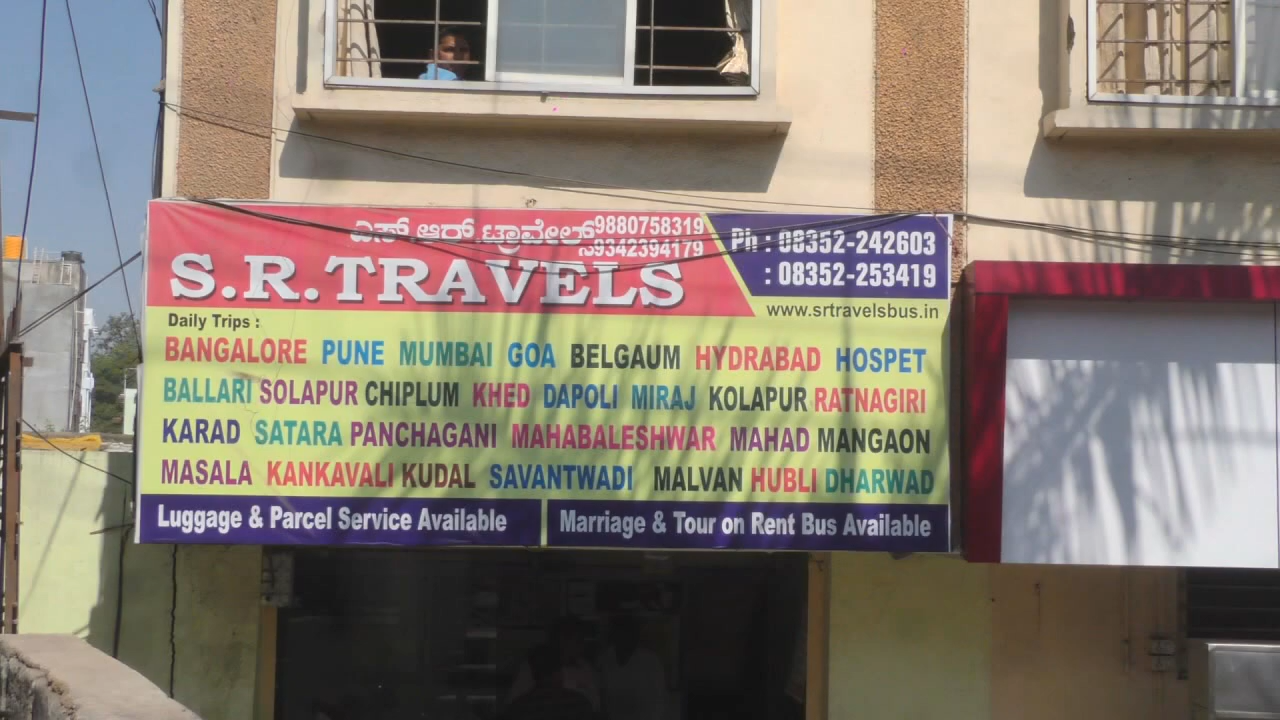 ಎಸ್ ಆರ್ ಟ್ರಾವೇಲ್ಸ್ 9880758319
9342394179
S.R.TRAVELS
Ph : 08352-242603
: 08352-253419
www.srtravelsbus.in
Daily Trips :
BANGALORE PUNE MUMBAI GOA BELGAUM HYDRABAD HOSPET
BALLARI SOLAPUR CHIPLUM KHED DAPOLI MIRAJ KOLAPUR RATNAGIRI
KARAD SATARA PANCHAGANI MAHABALESHWAR MAHAD MANGAON
MASALA KANKAVALI KUDAL SAVANTWADI MALVAN HUBLI DHARWAD
Luggage & Parcel Service Available
Marriage & Tour on Rent Bus Available